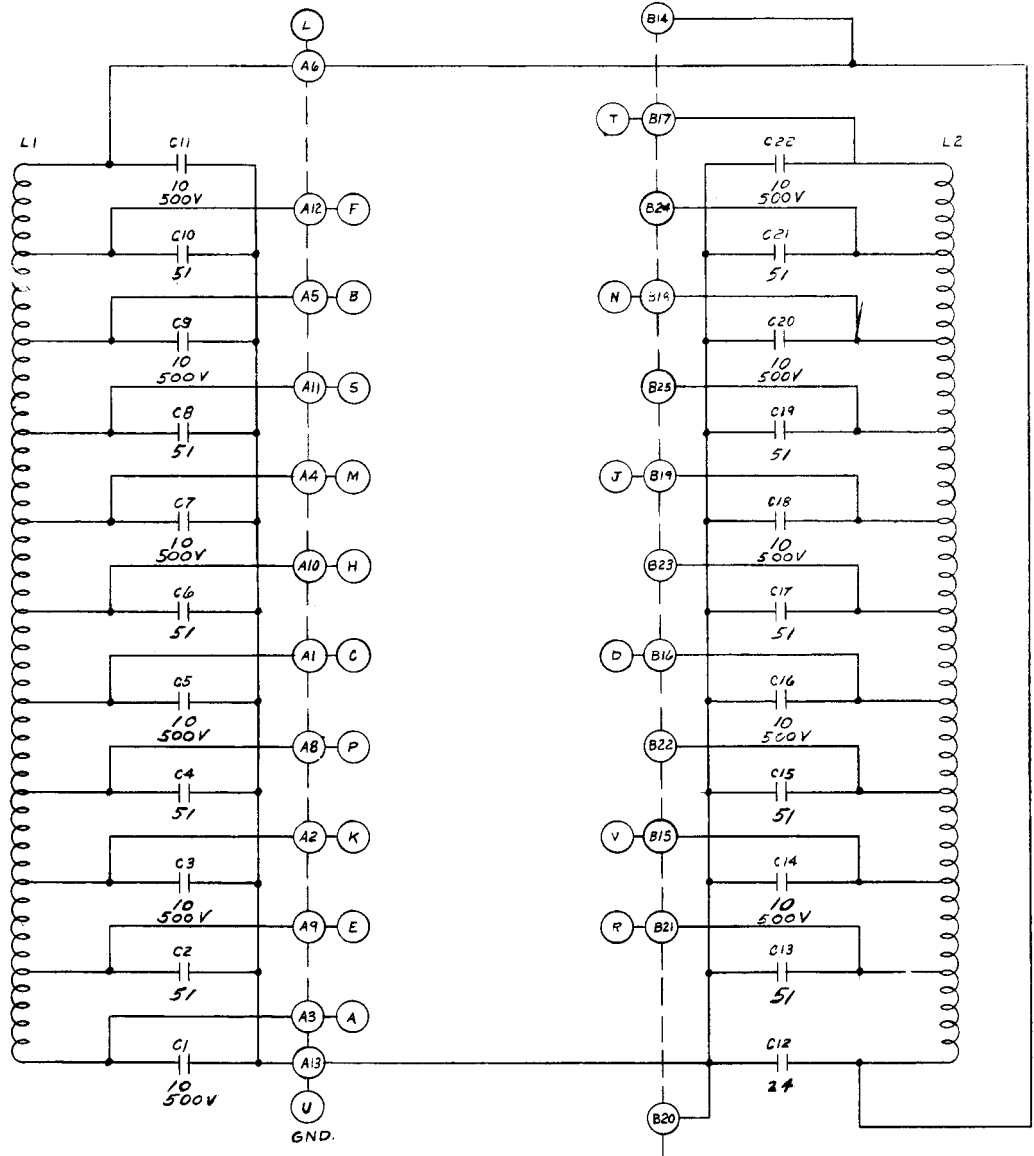 L
B14
A6
T
B17
L1
C11
10
500V
C22
10
500V
L2
A12
F
B24
C10
51
C21
51
A5
B
N
B18
C9
10
500V
C20
10
500V
A11
S
B25
C8
51
C19
51
A4
M
J
B19
C7
10
500V
C18
10
500V
A10
H
B23
C6
51
C17
51
A1
C
D
B16
C5
10
500V
C16
10
500V
A8
P
B22
C4
51
C15
51
A2
K
V
B15
C3
10
500V
C14
10
500V
A9
E
R
B21
C2
51
C13
51
A3
A
C1
10
500V
A13
C12
24
U
GND.
B20